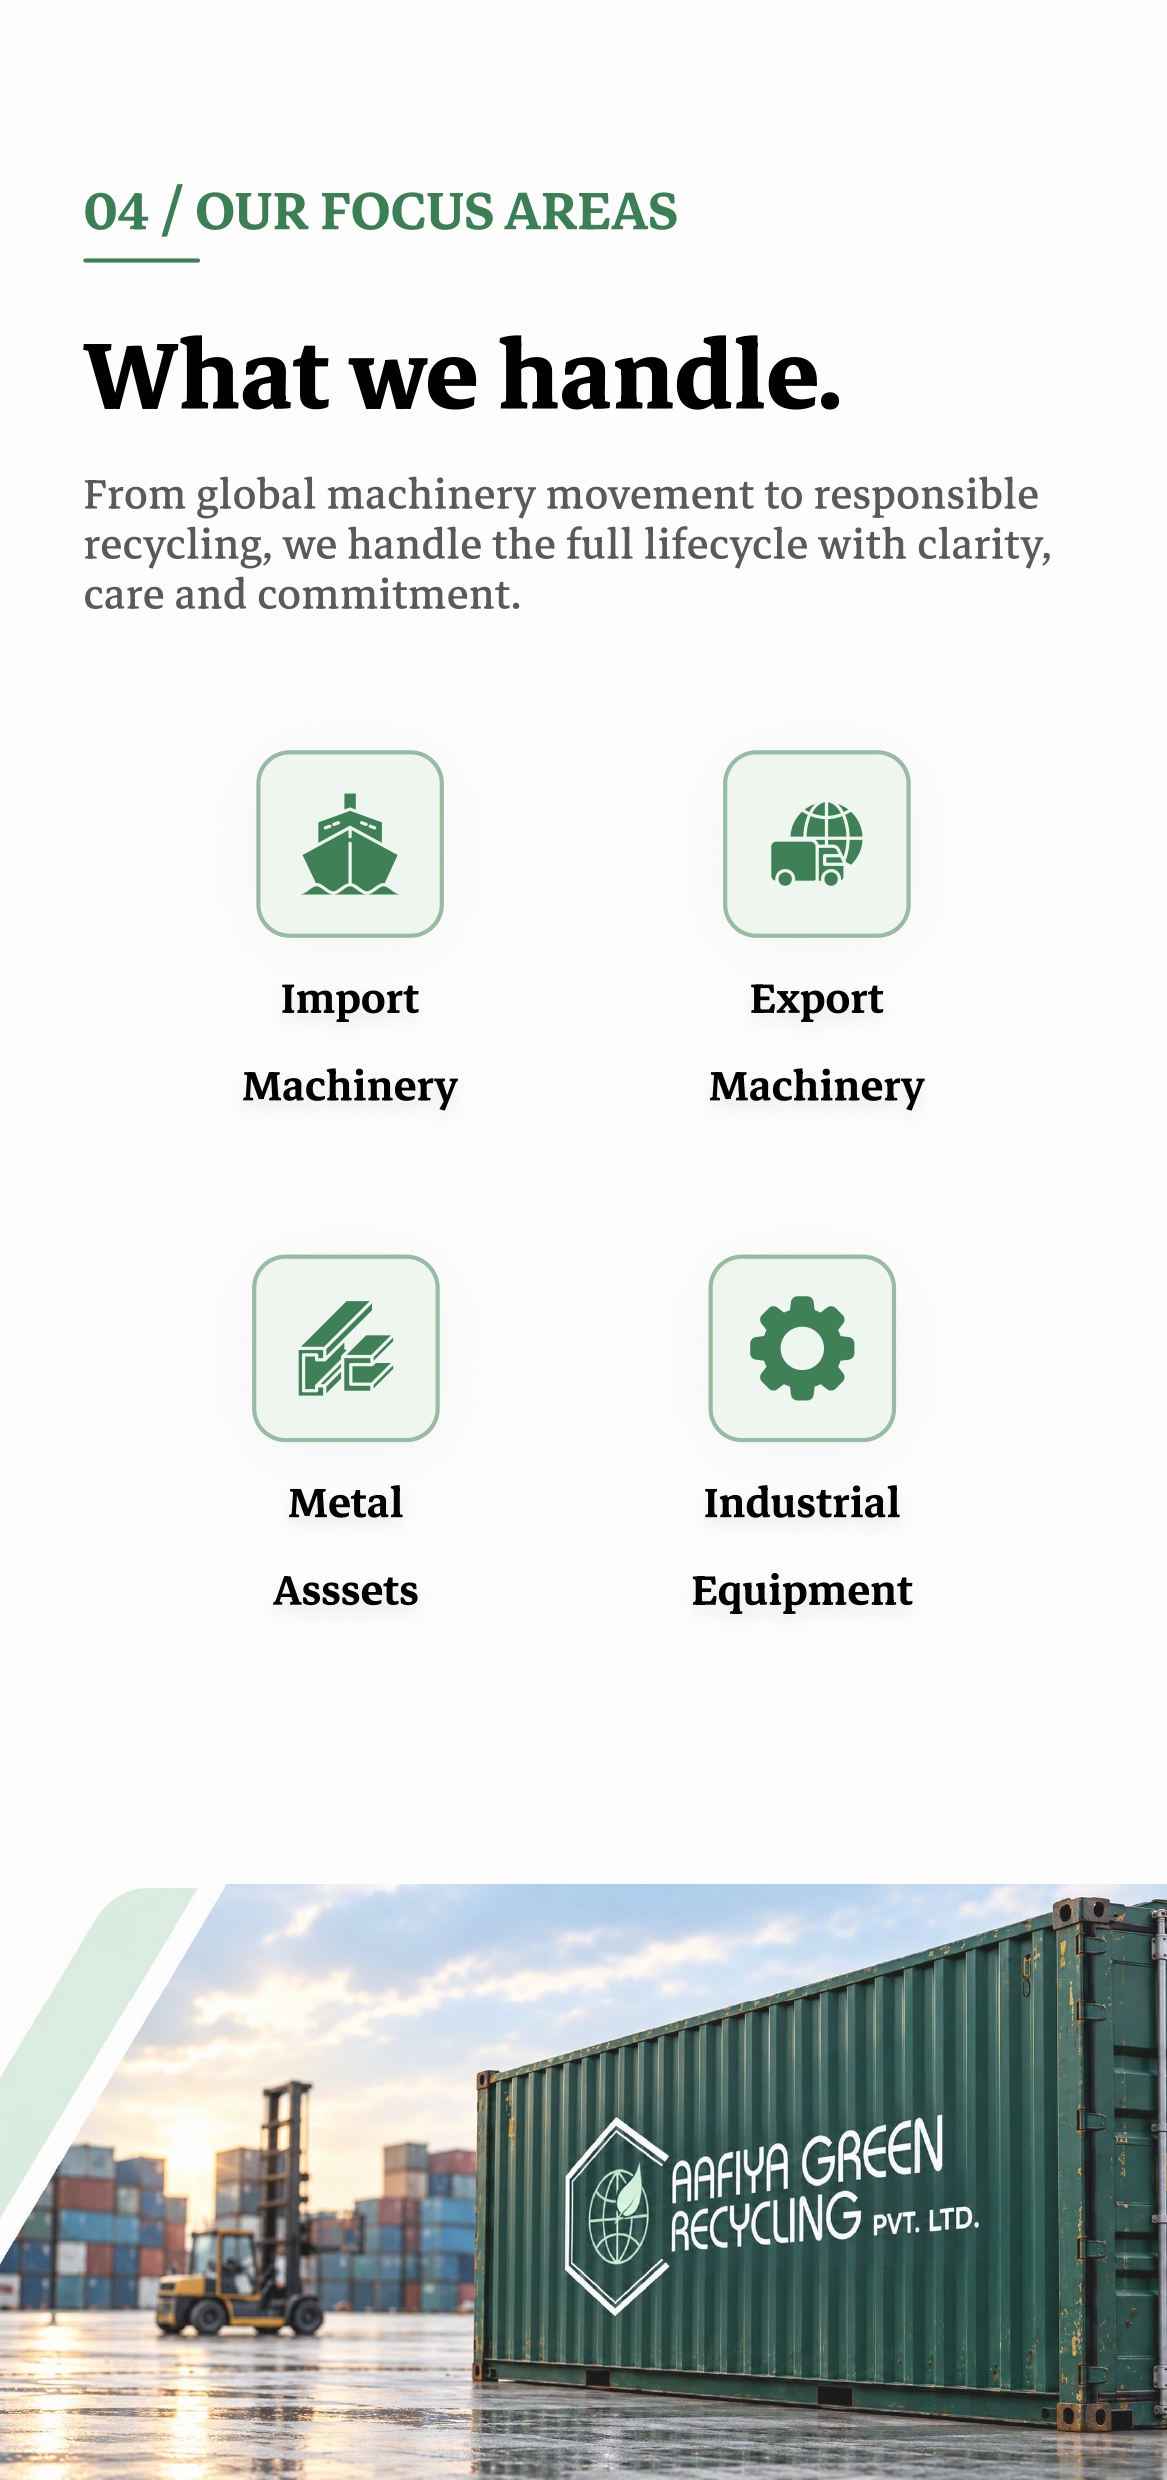 04 / OUR FOCUS AREAS
What we handle.
From global machinery movement to responsible
recycling, we handle the full lifecycle with clarity,
care and commitment.
Import
Machinery
Export
Machinery
Metal
Asssets
Industrial
Equipment
AAFIYA GREEN
RECYCLING PVT. LTD.